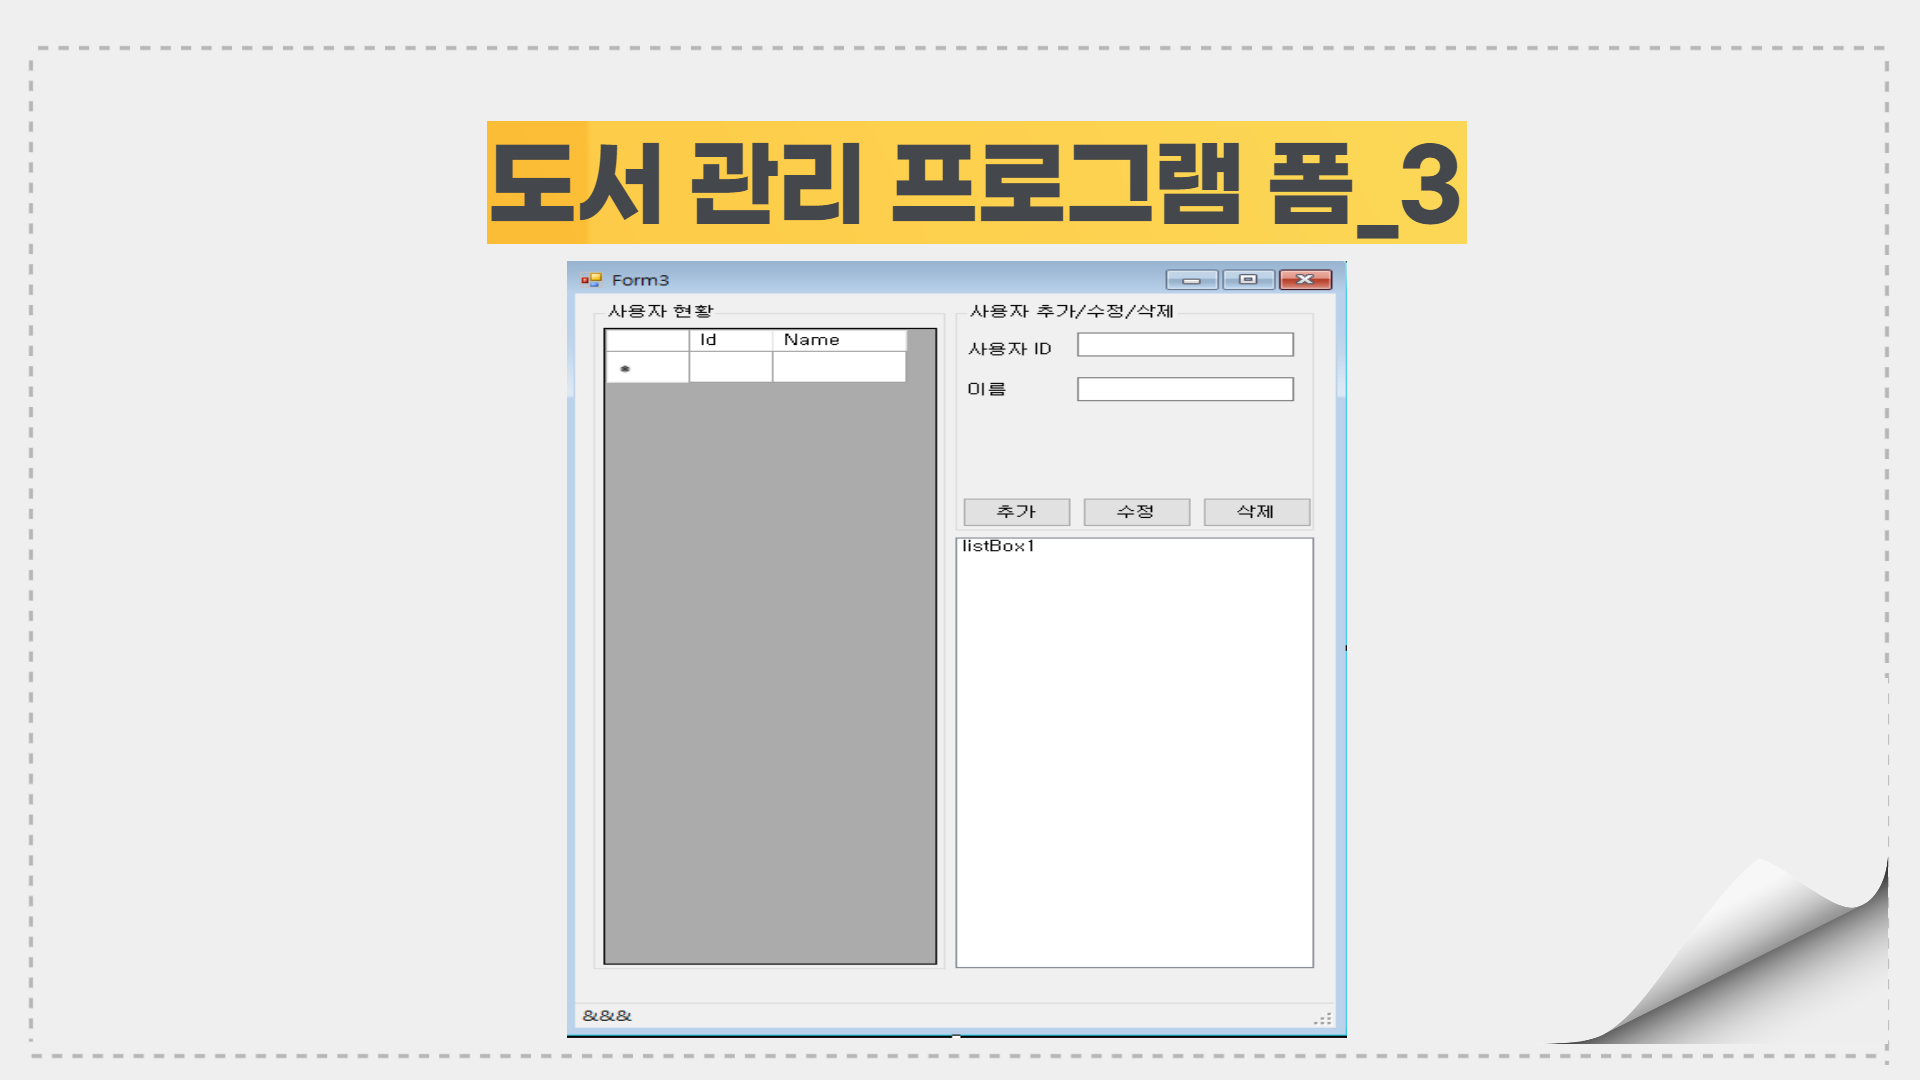 도서 관리 프로그램 폼_3
Form3
사용자 현황
Id Name
*
사용자 추가/수정/삭제
사용자 ID
이름
추가 수정 삭제
listBox1
&&&